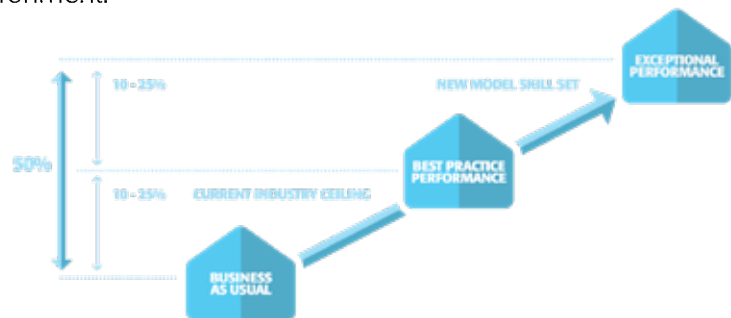 EXCEPTIONAL
PERFORMANCE
10 - 25%
NEW MODEL SKILL SET
50%
BEST PRACTICE
PERFORMANCE
10 - 25%
CURRENT INDUSTRY CEILING
BUSINESS
AS USUAL